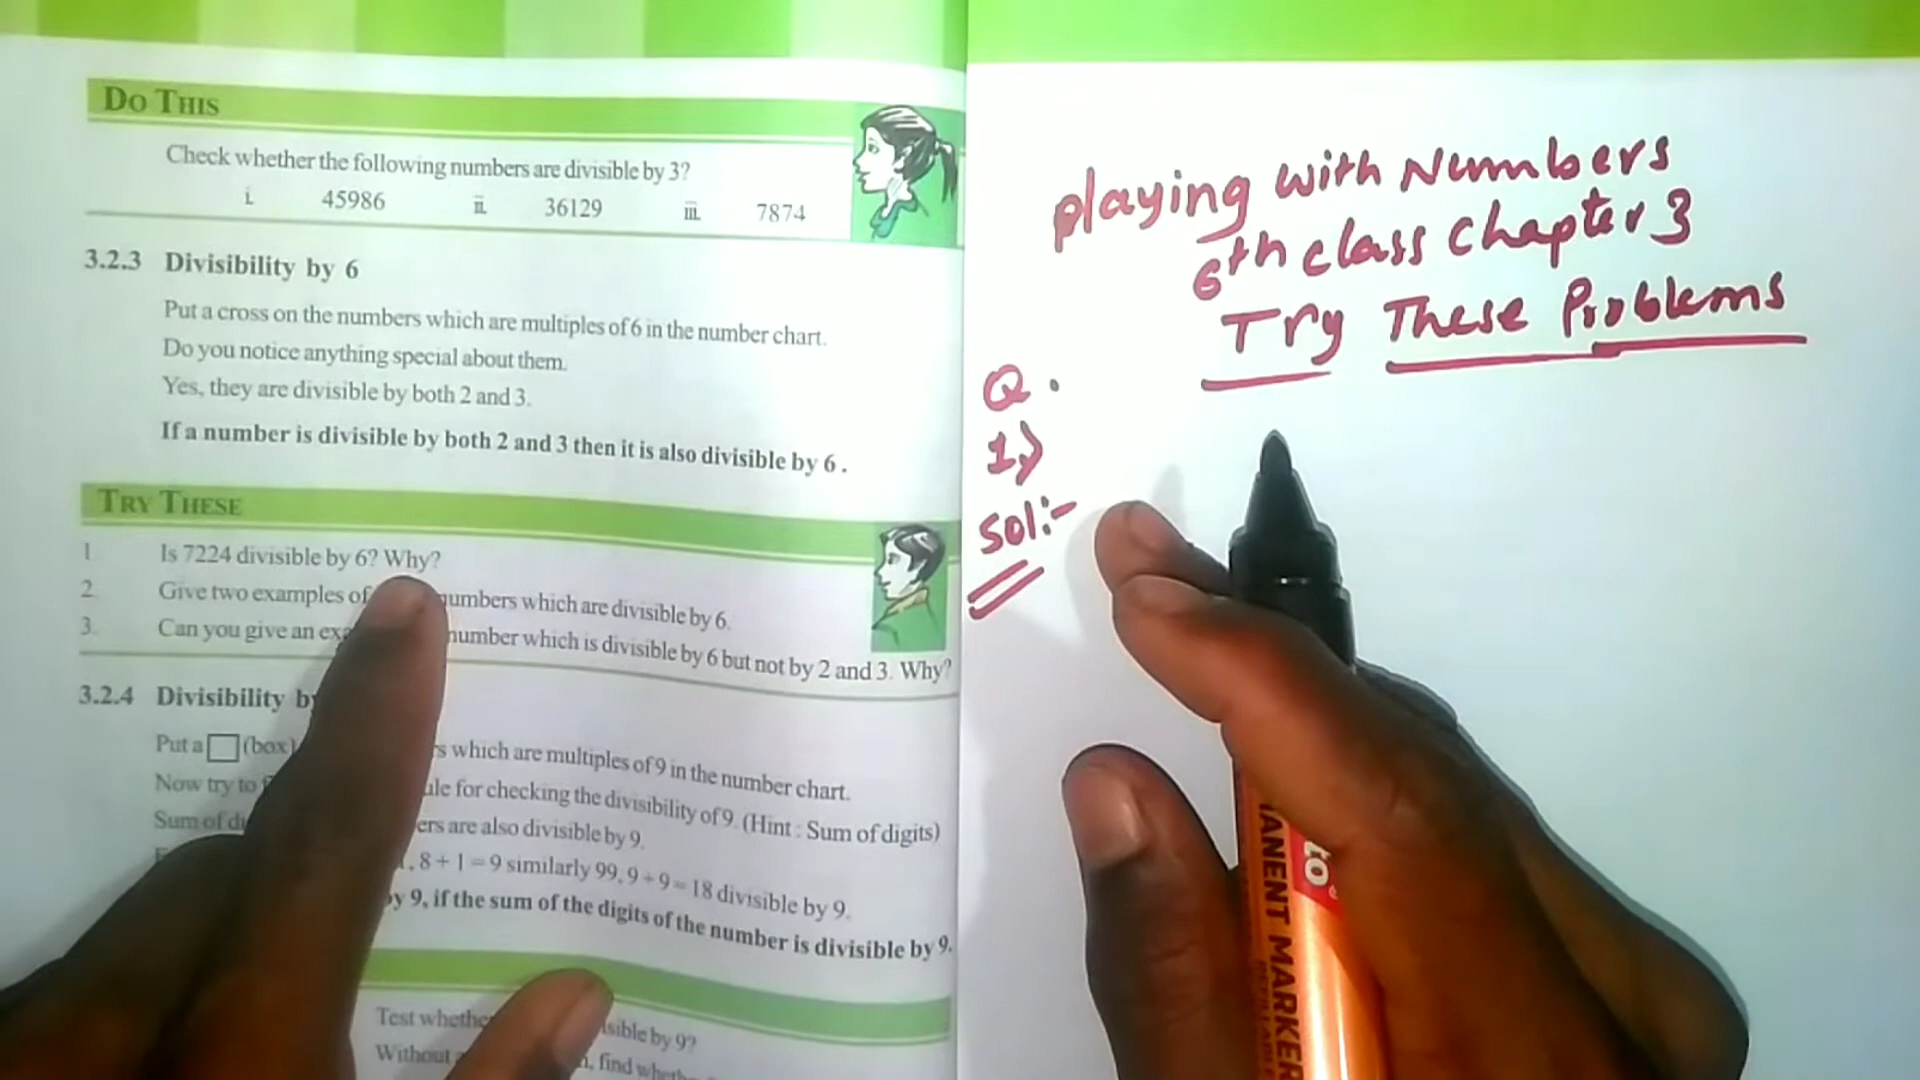 DO THIS
Check whether the following numbers are divisible by 3?
i. 45986 ii. 36129 iii. 7874
3.2.3 Divisibility by 6
Put a cross on the numbers which are multiples of 6 in the number chart.
Do you notice anything special about them.
Yes, they are divisible by both 2 and 3.
If a number is divisible by both 2 and 3 then it is also divisible by 6 .
TRY THESE
1. Is 7224 divisible by 6? Why?
2. Give two examples of numbers which are divisible by 6.
3. Can you give an number which is divisible by 6 but not by 2 and 3. Why?
3.2.4 Divisibility
Put a (box) which are multiples of 9 in the number chart.
Now try to for checking the divisibility of 9. (Hint : Sum of digits)
Sum of are also divisible by 9.
8 + 1 = 9 similarly 99, 9 + 9 = 18 divisible by 9.
by 9, if the sum of the digits of the number is divisible by 9.
Test by 9?
Without find
playing with Numbers
6th class Chapter 3
Try These Problems
Q.
1)
Sol:-
to
MANENT MARKER